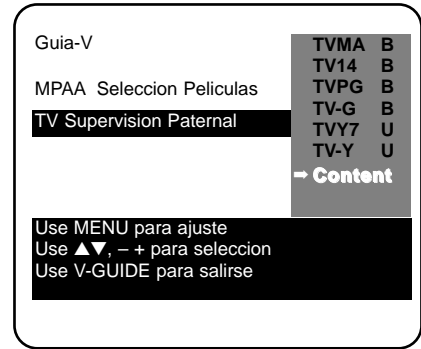 Guia-V
MPAA Seleccion Peliculas
TV Supervision Paternal
TVMA B
TV14 B
TVPG B
TV-G B
TVY7 U
TV-Y U
➡ Content
Use MENU para ajuste
Use ▲▼, – + para seleccion
Use V-GUIDE para salirse